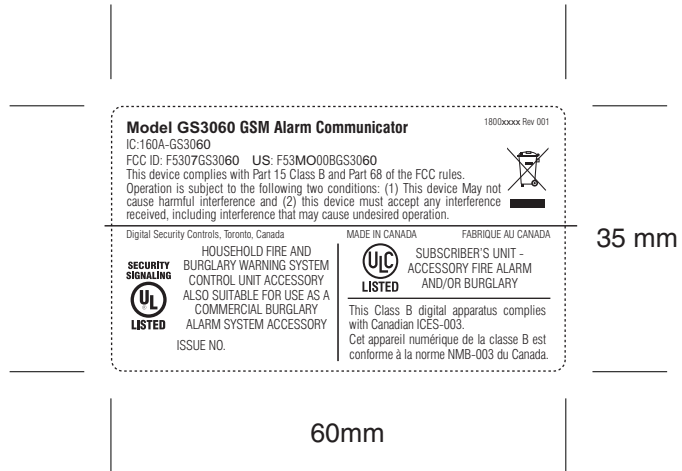 Model GS3060 GSM Alarm Communicator
1800xxxx Rev 001
IC:160A-GS3060
FCC ID: F5307GS3060 US: F53MO00BGS3060
This device complies with Part 15 Class B and Part 68 of the FCC rules.
Operation is subject to the following two conditions: (1) This device May not
cause harmful interference and (2) this device must accept any interference
received, including interference that may cause undesired operation.
Digital Security Controls, Toronto, Canada
MADE IN CANADA
FABRIQUE AU CANADA
SECURITY
SIGNALING
UL
LISTED
HOUSEHOLD FIRE AND
BURGLARY WARNING SYSTEM
CONTROL UNIT ACCESSORY
ALSO SUITABLE FOR USE AS A
COMMERCIAL BURGLARY
ALARM SYSTEM ACCESSORY
ISSUE NO.
ULC
LISTED
SUBSCRIBER'S UNIT -
ACCESSORY FIRE ALARM
AND/OR BURGLARY
This Class B digital apparatus complies
with Canadian ICES-003.
Cet appareil numérique de la classe B est
conforme à la norme NMB-003 du Canada.
35 mm
60mm